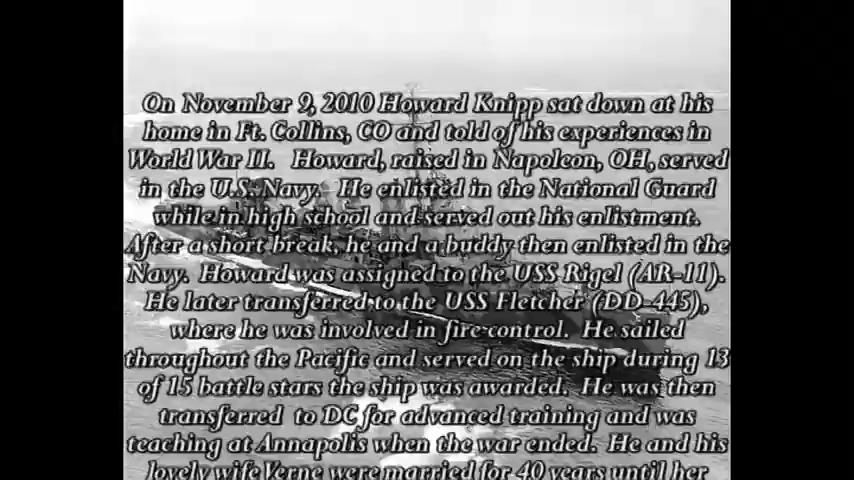 On November 9, 2010 Howard Knipp sat down at his
home in Ft. Collins, CO and told of his experiences in
World War II. Howard, raised in Napoleon, OH, served
in the U.S. Navy. He enlisted in the National Guard
while in high school and served out his enlistment.
After a short break, he and a buddy then enlisted in the
Navy. Howard was assigned to the USS Rigel (AR-11).
He later transferred to the USS Fletcher (DD-445),
where he was involved in fire control. He sailed
throughout the Pacific and served on the ship during 13
of 15 battle stars the ship was awarded. He was then
transferred to DC for advanced training and was
teaching at Annapolis when the war ended. He and his
lovely wife Verne were married for 40 years until her